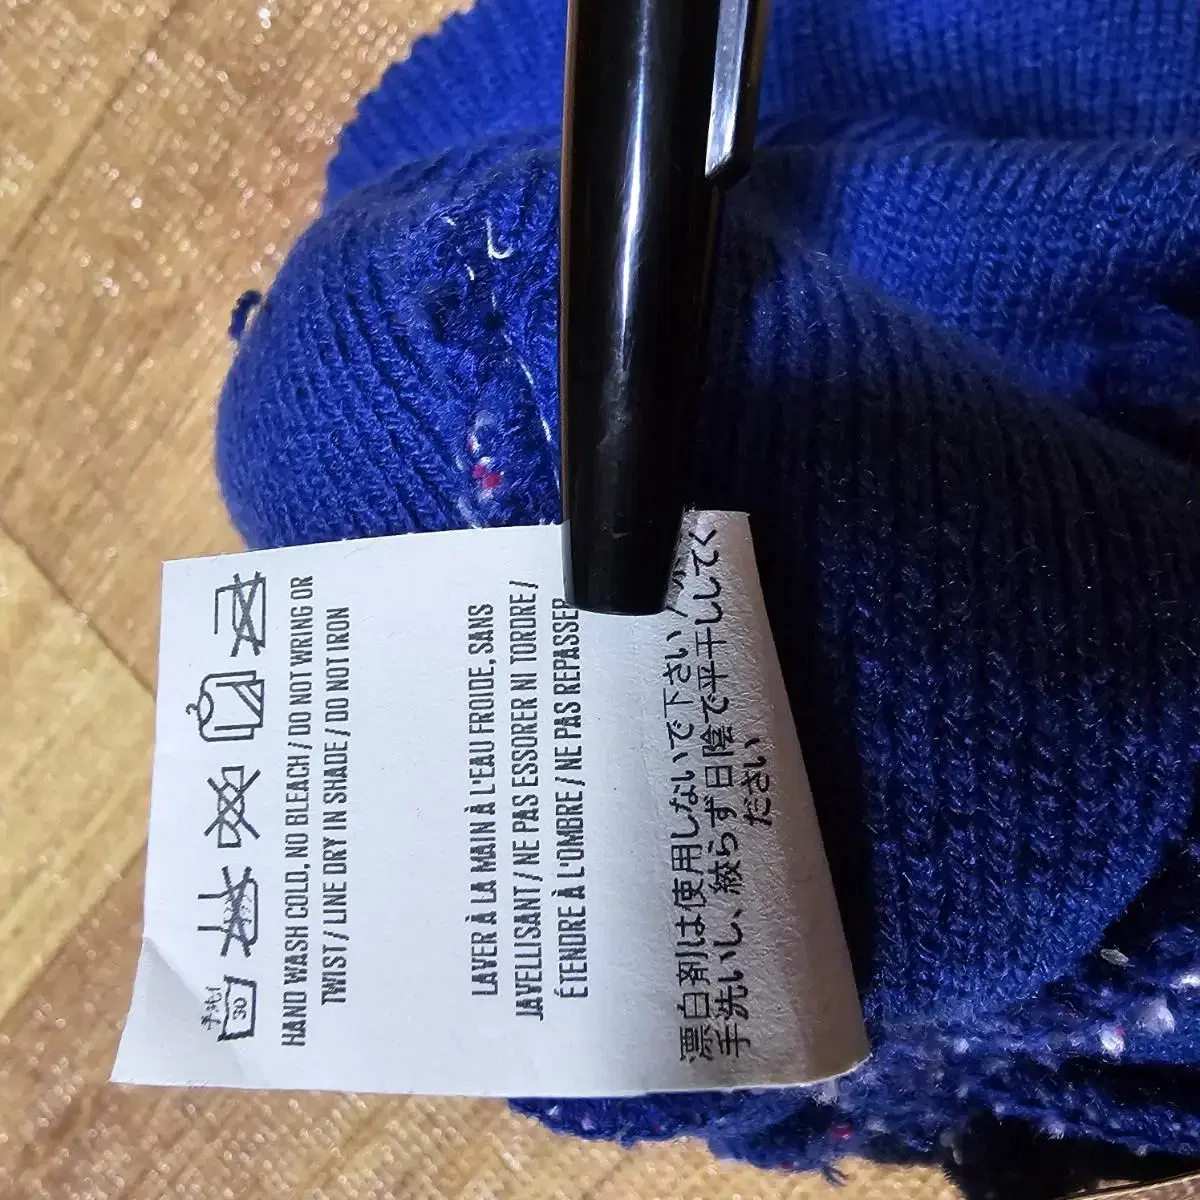 手洗イ
30
HAND WASH COLD, NO BLEACH / DO NOT WRING OR
TWIST / LINE DRY IN SHADE / DO NOT IRON
LAVER À LA MAIN À L'EAU FROIDE, SANS
JAVELLISANT / NE PAS ESSORER NI TORDRE /
ÉTENDRE À L'OMBRE / NE PAS REPASSER
漂白剤は使用しないで下さい /
手洗いし、絞らず日陰で平干ししてく
ださい